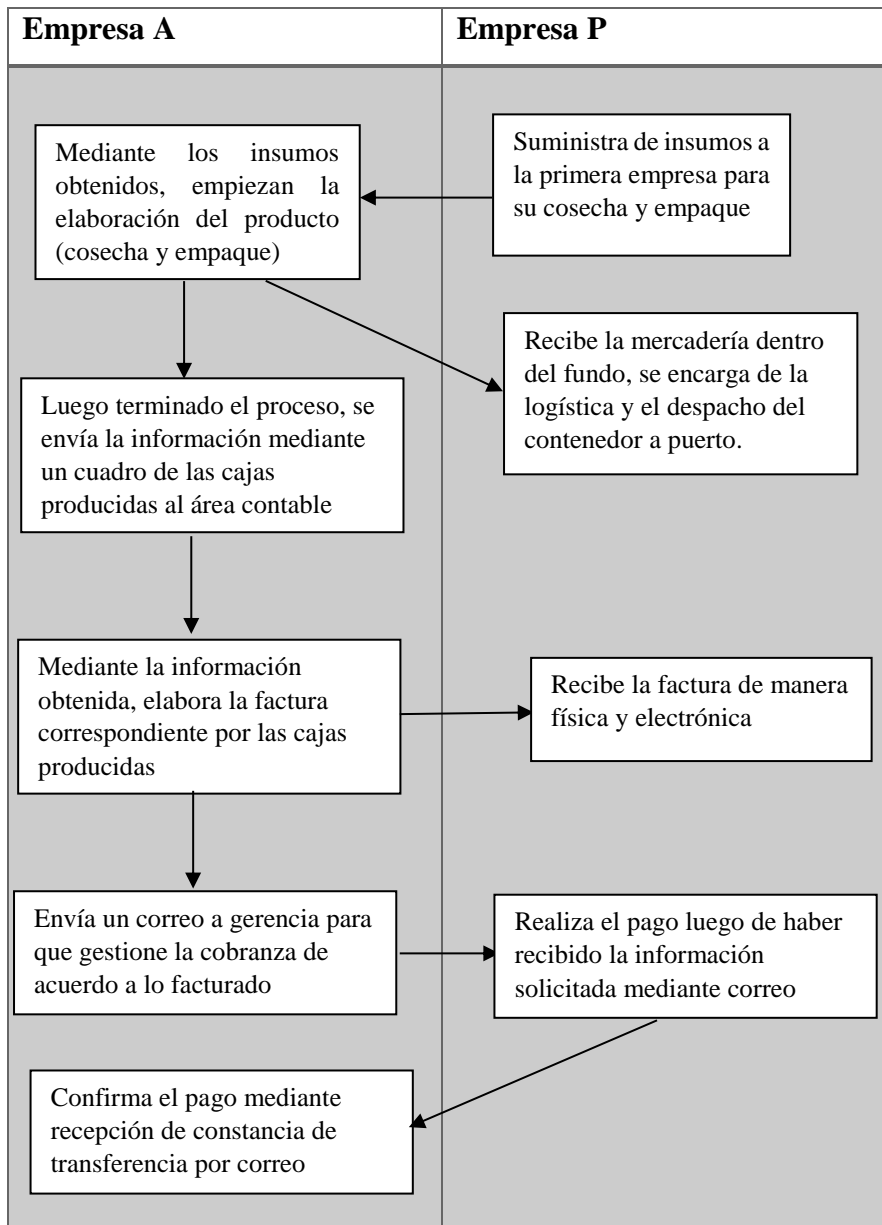 Empresa A
Empresa P
Suministra de insumos a
la primera empresa para
su cosecha y empaque
Mediante los insumos
obtenidos, empiezan la
elaboración del producto
(cosecha y empaque)
Recibe la mercadería dentro
del fundo, se encarga de la
logística y el despacho del
contenedor a puerto.
Luego terminado el proceso, se
envía la información mediante
un cuadro de las cajas
producidas al área contable
Mediante la información
obtenida, elabora la factura
correspondiente por las cajas
producidas
Recibe la factura de manera
física y electrónica
Envía un correo a gerencia para
que gestione la cobranza de
acuerdo a lo facturado
Realiza el pago luego de haber
recibido la información
solicitada mediante correo
Confirma el pago mediante
recepción de constancia de
transferencia por correo